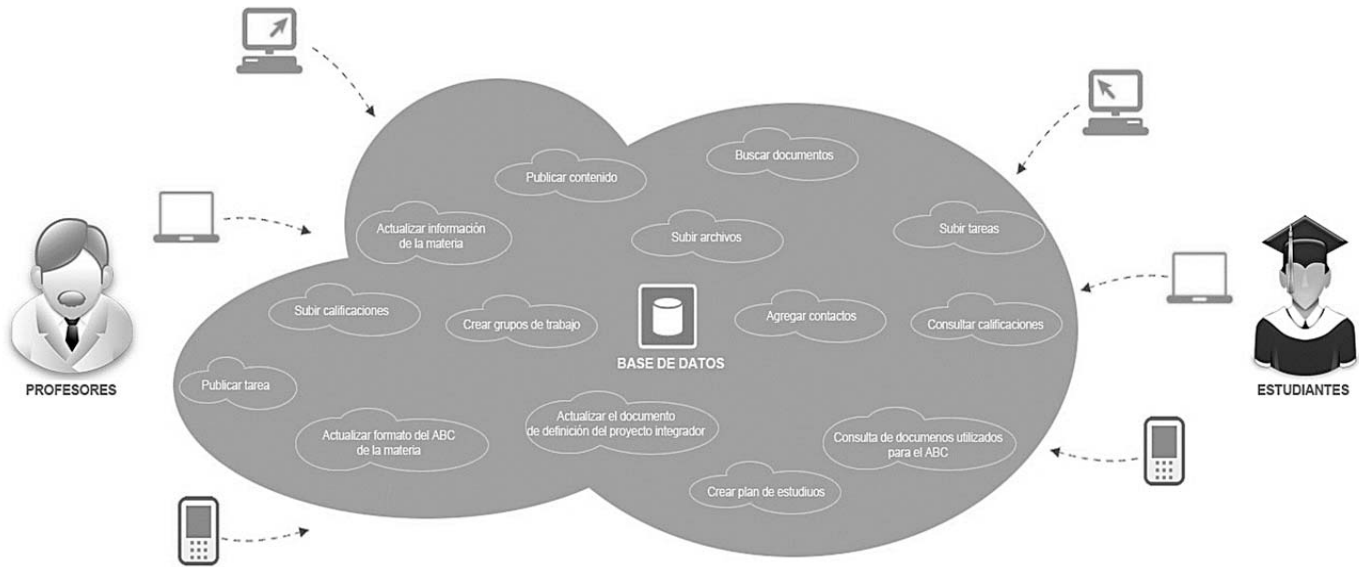 Buscar documentos
Publicar contenido
Actualizar información
de la materia
Subir archivos
Subir tareas
Subir calificaciones
Crear grupos de trabajo
Agregar contactos
Consultar calificaciones
BASE DE DATOS
PROFESORES
ESTUDIANTES
Publicar tarea
Actualizar formato del ABC
de la materia
Actualizar el documento
de definición del proyecto integrador
Consulta de documenos utilizados
para el ABC
Crear plan de estudiuos